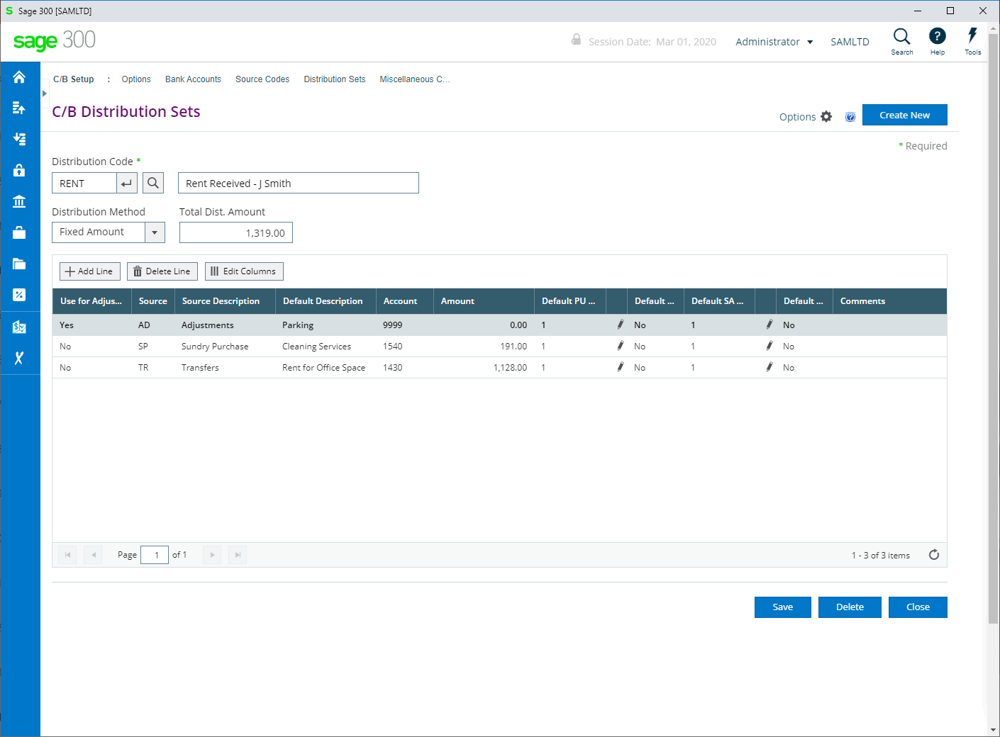 Sage 300 [SAMLTD]
sage 300
Session Date: Mar 01, 2020 Administrator SAMLTD Search Help Tools
C/B Setup : Options Bank Accounts Source Codes Distribution Sets Miscellaneous C...
C/B Distribution Sets
Options Create New
* Required
Distribution Code *
RENT Rent Received - J Smith
Distribution Method Total Dist. Amount
Fixed Amount 1,319.00
Add Line Delete Line Edit Columns
Use for Adjus... Source Source Description Default Description Account Amount Default PU ... Default ... Default SA ... Default ... Comments
Yes AD Adjustments Parking 9999 0.00 1 No 1 No
No SP Sundry Purchase Cleaning Services 1540 191.00 1 No 1 No
No TR Transfers Rent for Office Space 1430 1,128.00 1 No 1 No
Page 1 of 1 1 - 3 of 3 items
Save Delete Close